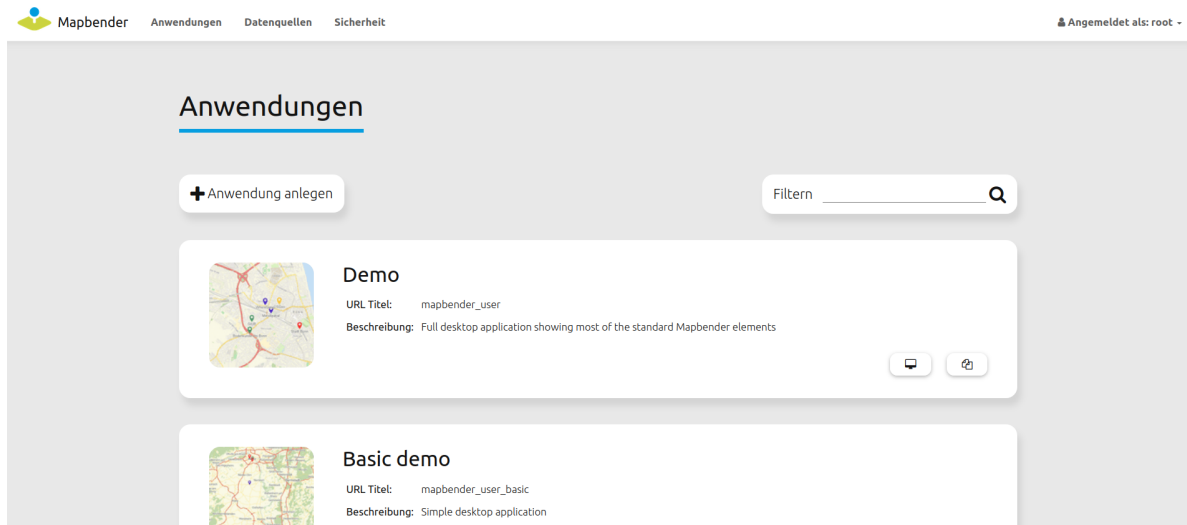 Mapbender Anwendungen Datenquellen Sicherheit Angemeldet als: root
Anwendungen
Anwendung anlegen
Filtern
Demo
URL Titel: mapbender_user
Beschreibung: Full desktop application showing most of the standard Mapbender elements
Basic demo
URL Titel: mapbender_user_basic
Beschreibung: Simple desktop application